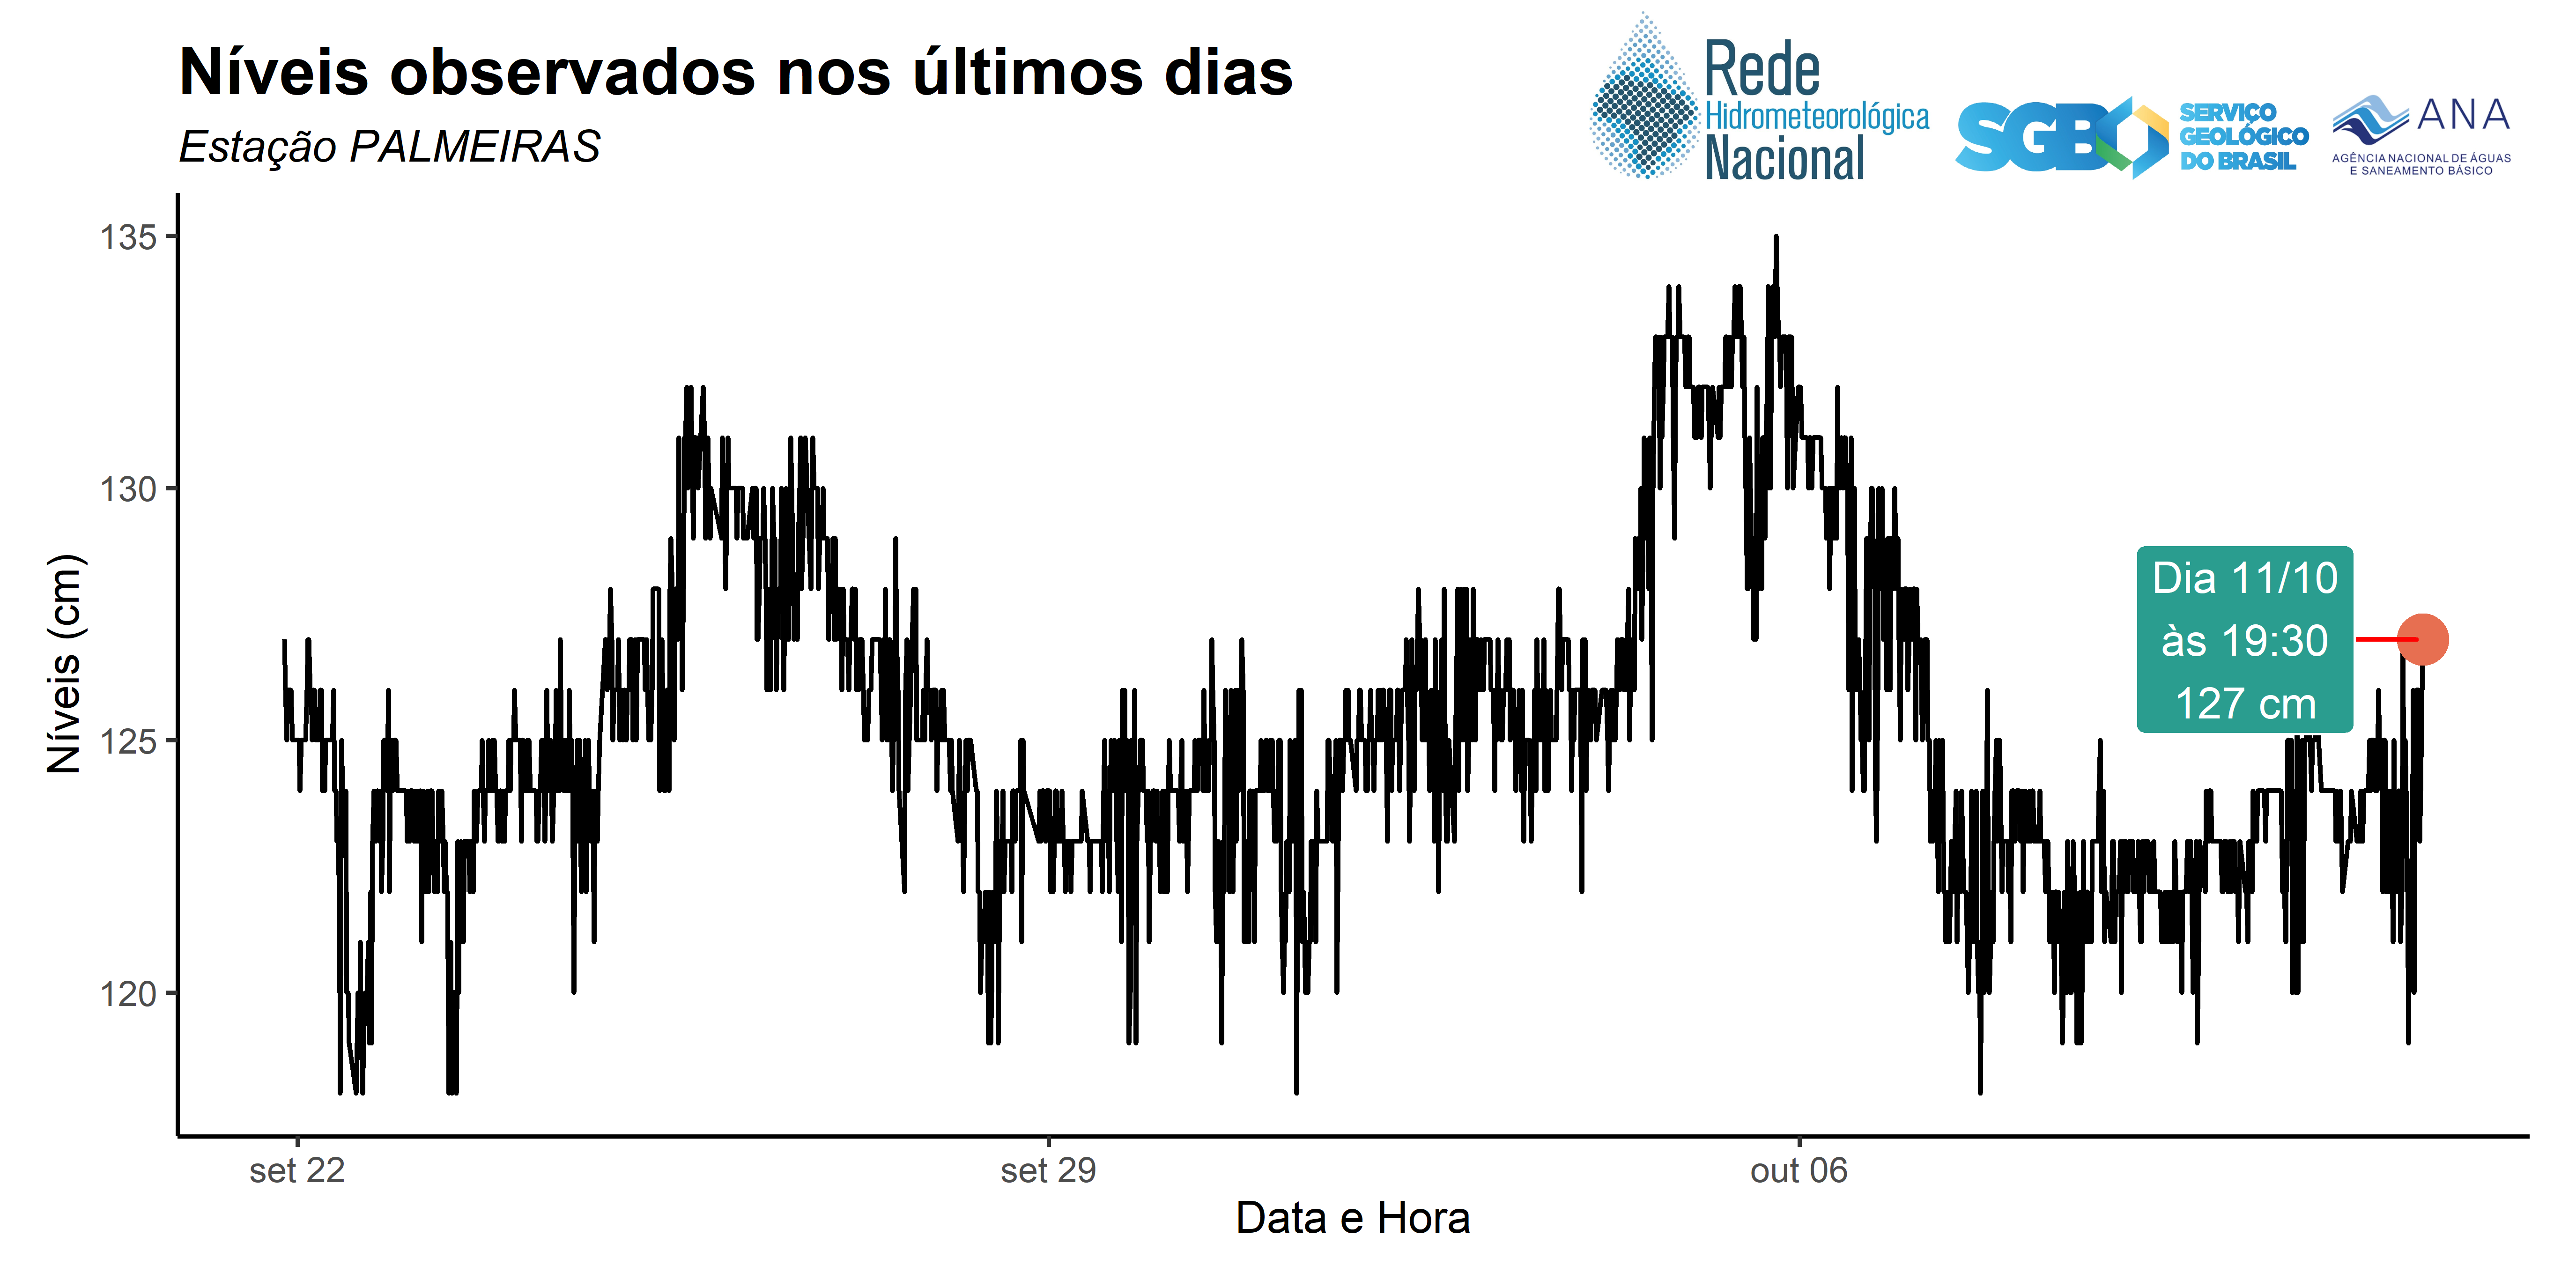 Níveis observados nos últimos dias
Estação PALMEIRAS
Rede
Hidrometeorológica
Nacional
SGB
SERVIÇO
GEOLÓGICO
DO BRASIL
ANA
AGÊNCIA NACIONAL DE ÁGUAS
E SANEAMENTO BÁSICO
Níveis (cm)
135
130
125
120
Dia 11/10
às 19:30
127 cm
set 22
set 29
out 06
Data e Hora